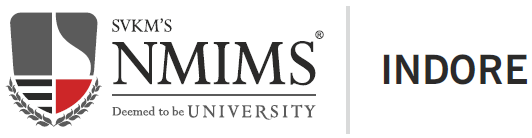 SVKM'S
NMIMS®
Deemed to be UNIVERSITY
INDORE